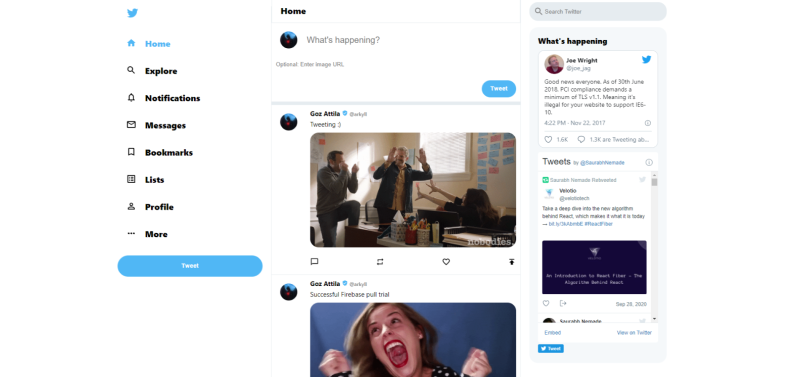 Home
Explore
Notifications
Messages
Bookmarks
Lists
Profile
More
Tweet
Home
What's happening?
Optional: Enter image URL
Tweet
Goz Attila @arky9
Tweeting :)
nobodies.
Goz Attila @arky9
Successful Firebase pull trial
Search Twitter
What's happening
Joe Wright
@joe_jag
Good news everyone. As of 30th June
2018, PCI compliance demands a
minimum of TLS v1.1. Meaning it's
illegal for your website to support IE6-
10.
4:22 PM - Nov 22, 2017
1.6K 1.3K are Tweeting ab...
Tweets by @SaurabhNemade
Saurabh Nemade Retweeted
Velotio
@velotiotech
Take a deep dive into the new algorithm
behind React, which makes it what it is today
#ReactFiber
An Introduction to React Fiber - The
Algorithm Behind React
Sep 28, 2020
Saurabh Nemade
Embed View on Twitter
Tweet